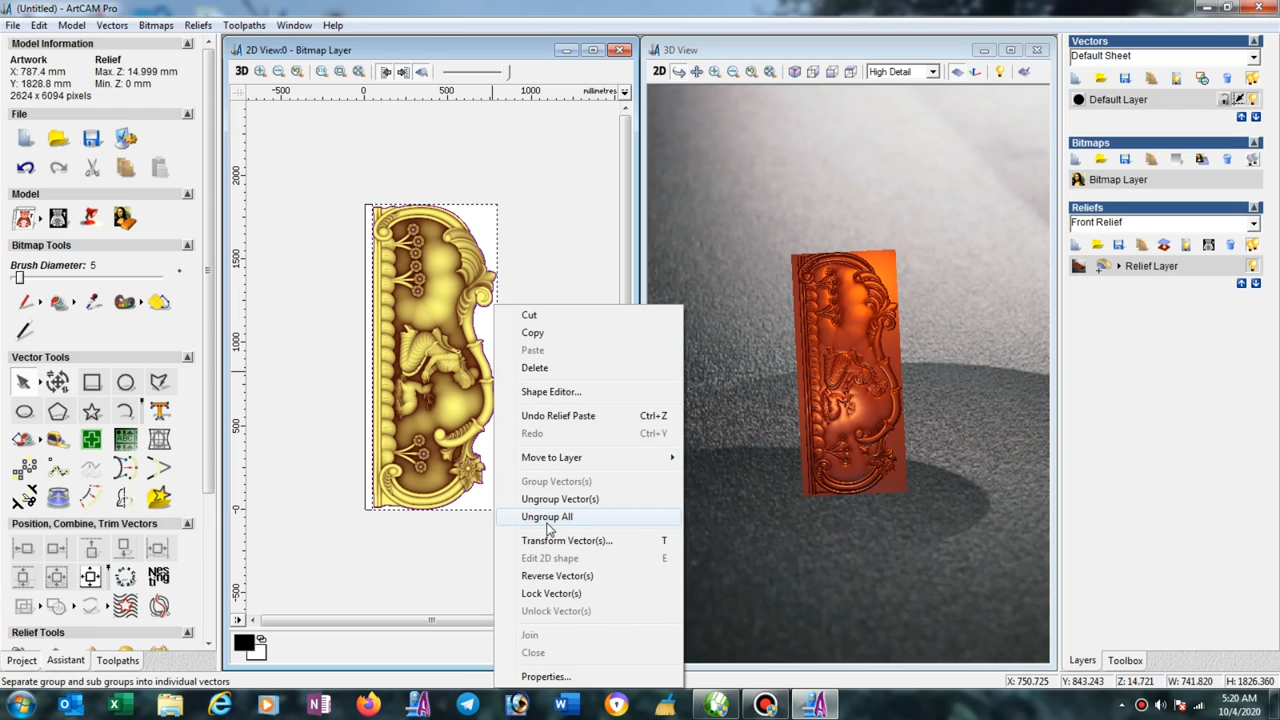 (Untitled) - ArtCAM Pro
File Edit Model Vectors Bitmaps Reliefs Toolpaths Window Help
Model Information
Artwork Relief
X: 787.4 mm Max. Z: 14.999 mm
Y: 1828.8 mm Min. Z: 0 mm
2624 x 6094 pixels
File
Model
Bitmap Tools
Brush Diameter: 5
Vector Tools
ABC
Position, Combine, Trim Vectors
Nes
ting
Relief Tools
Project Assistant Toolpaths
Separate group and sub groups into individual vectors
2D View:0 - Bitmap Layer
3D
-500 0 500 1000 millimetres
2000
1500
1000
500
-0
-500
Cut
Copy
Paste
Delete
Shape Editor...
Undo Relief Paste Ctrl+Z
Redo Ctrl+Y
Move to Layer
Group Vectors(s)
Ungroup Vector(s)
Ungroup All
Transform Vector(s)... T
Edit 2D shape E
Reverse Vector(s)
Lock Vector(s)
Unlock Vector(s)
Join
Close
Properties...
3D View
2D High Detail
Vectors
Default Sheet
Default Layer
Bitmaps
Bitmap Layer
Reliefs
Front Relief
Relief Layer
Layers Toolbox
X: 750.725 Y: 843.243 Z: 14.721 W: 741.820 H: 1826.360
5:20 AM
10/4/2020